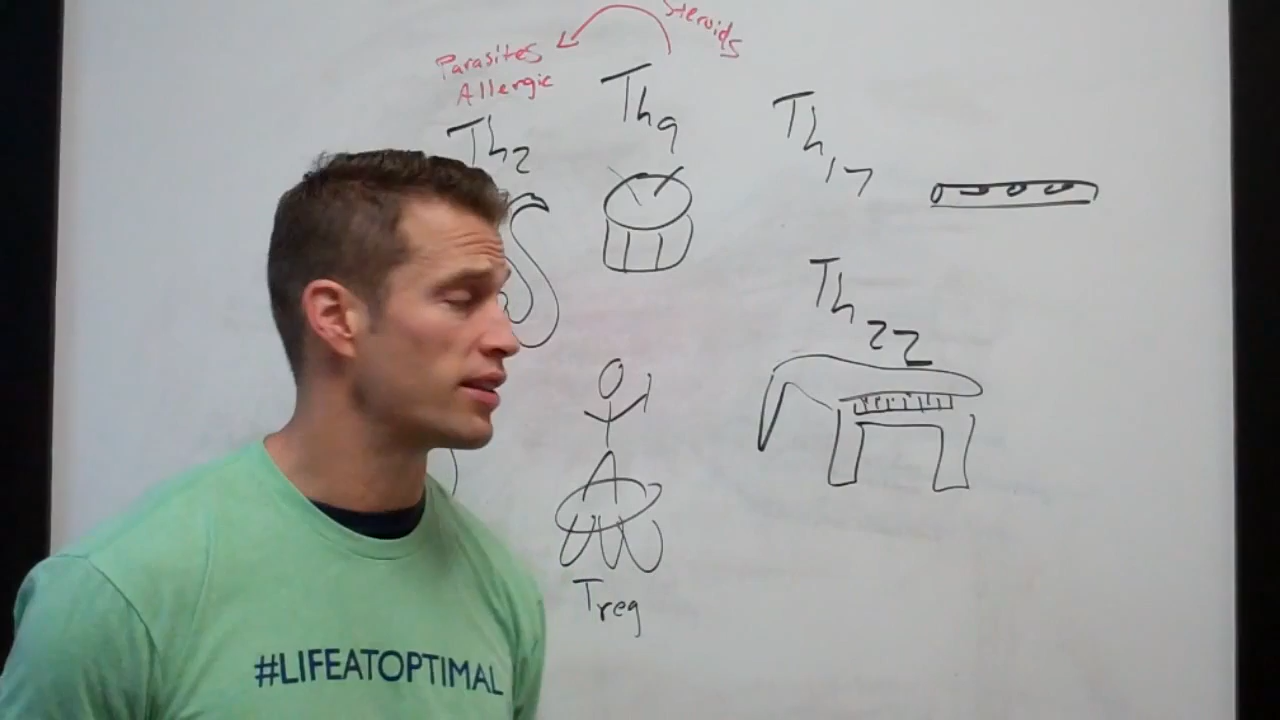 Steroids
Parasites
Allergic
Th2
Th9
Th17
Th22
Treg
#LIFEATOPTIMAL